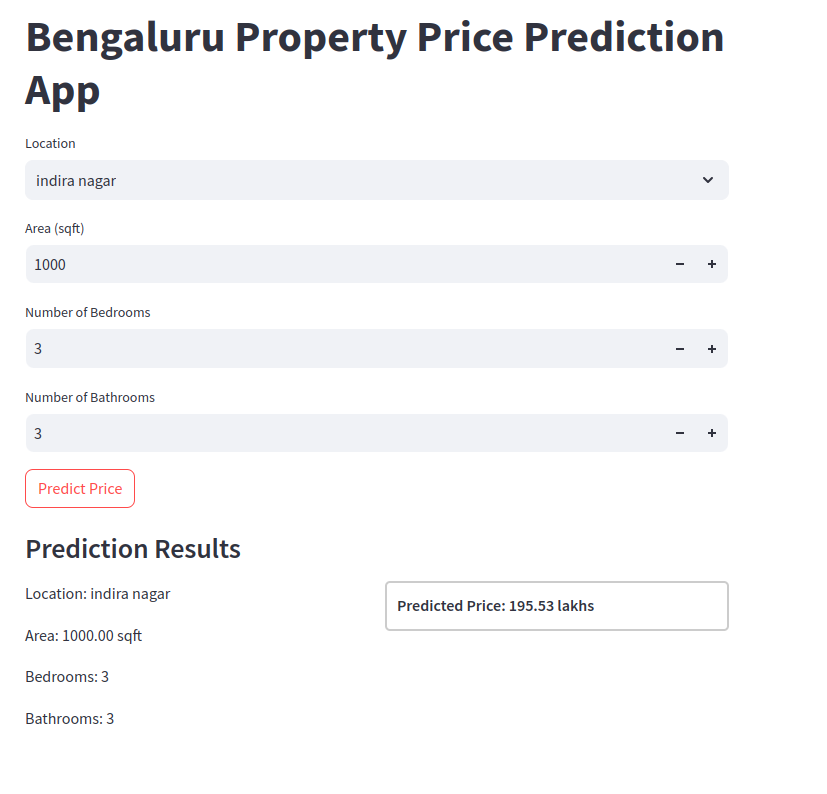 Bengaluru Property Price Prediction
App
Location
indira nagar
Area (sqft)
1000
Number of Bedrooms
3
Number of Bathrooms
3
Predict Price
Prediction Results
Location: indira nagar
Predicted Price: 195.53 lakhs
Area: 1000.00 sqft
Bedrooms: 3
Bathrooms: 3